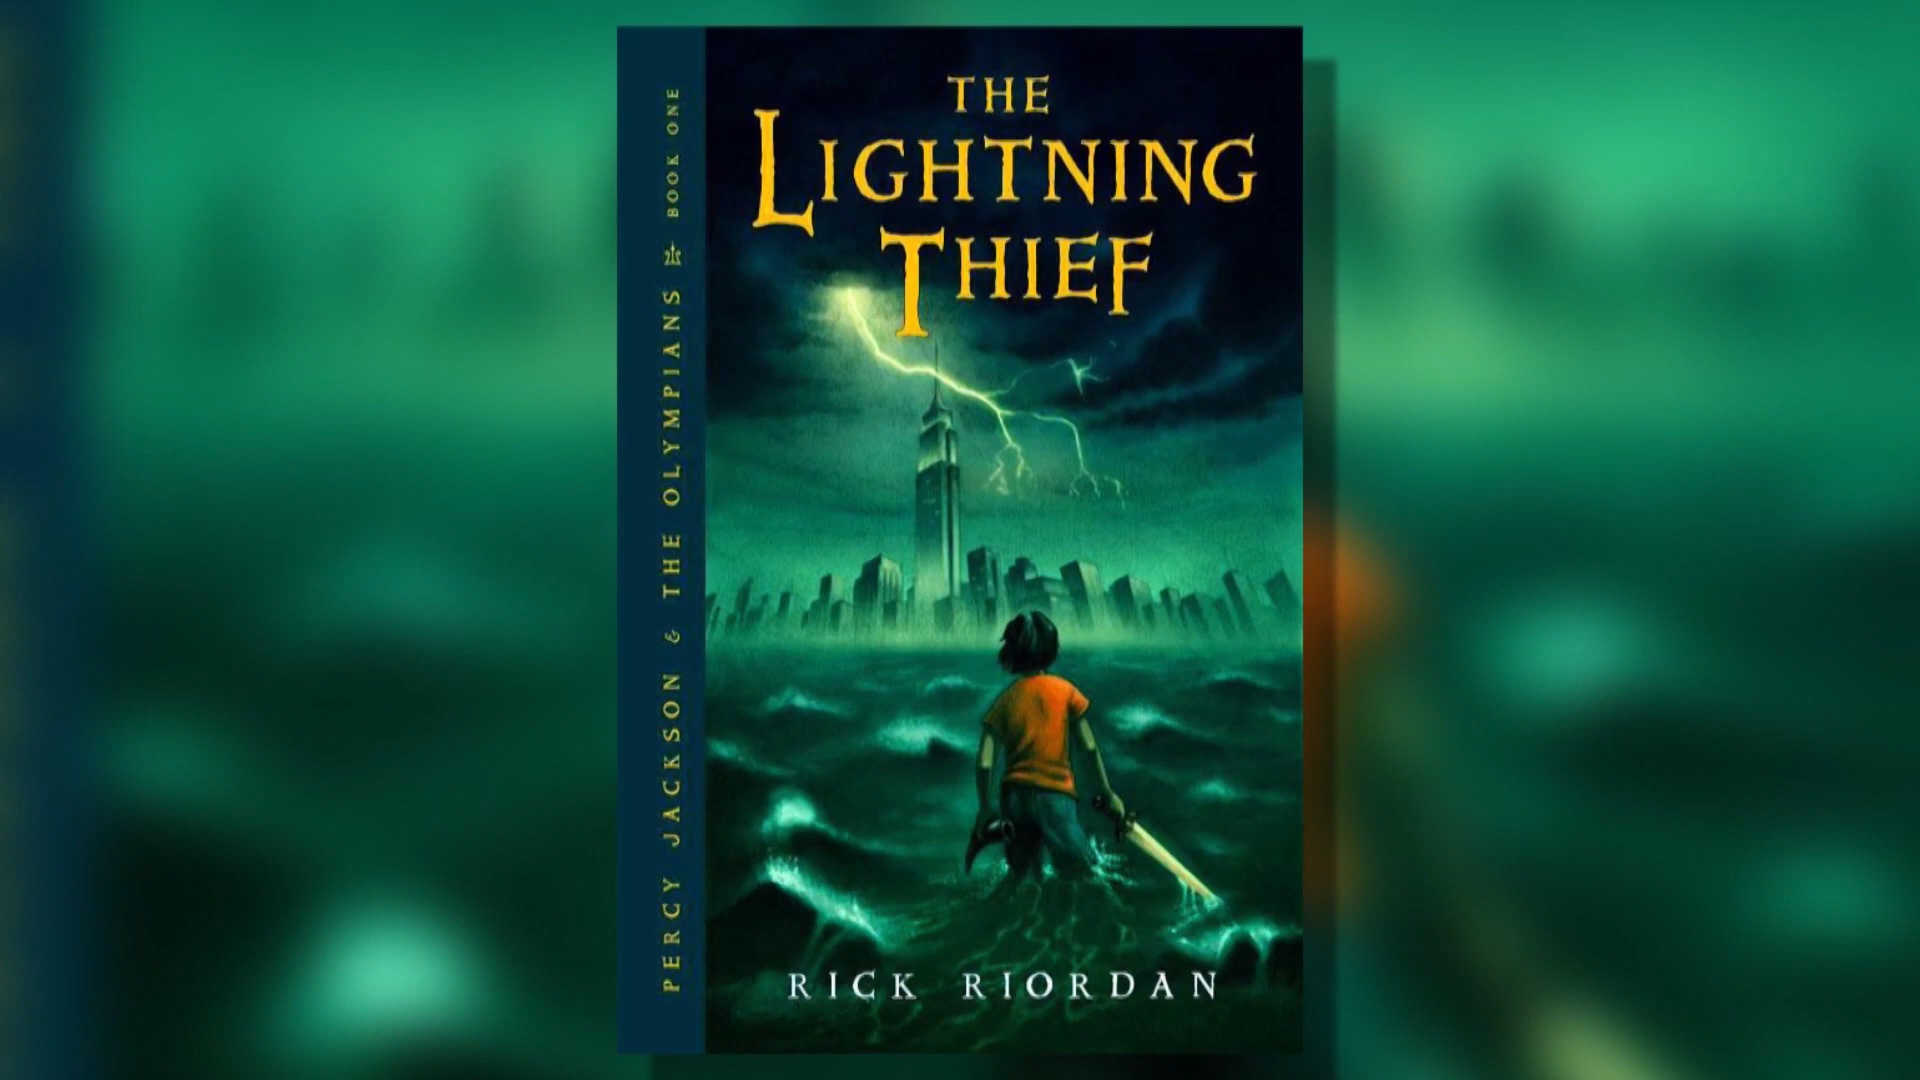 PERCY JACKSON & THE OLYMPIANS BOOK ONE
THE
LIGHTNING
THIEF
RICK RIORDAN